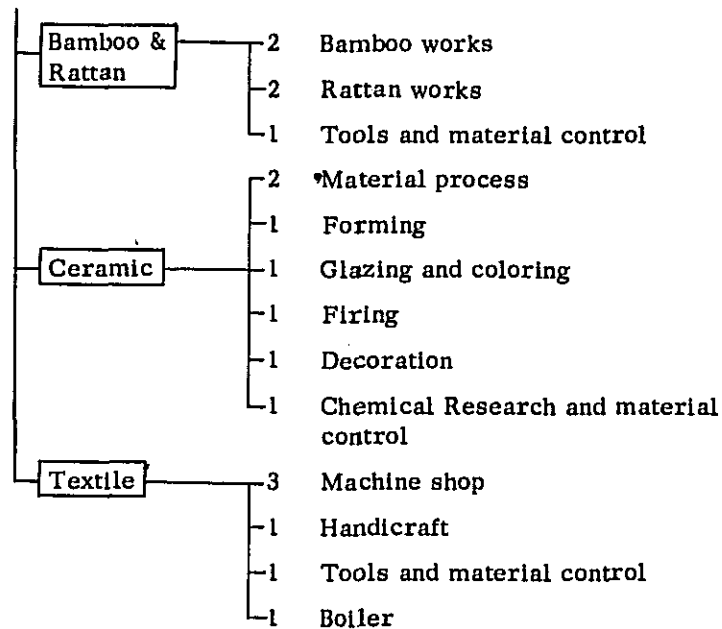 Bamboo & 2 Bamboo works
Rattan 2 Rattan works
1 Tools and material control
2 Material process
1 Forming
Ceramic 1 Glazing and coloring
1 Firing
1 Decoration
1 Chemical Research and material
control
Textile 3 Machine shop
1 Handicraft
1 Tools and material control
1 Boiler